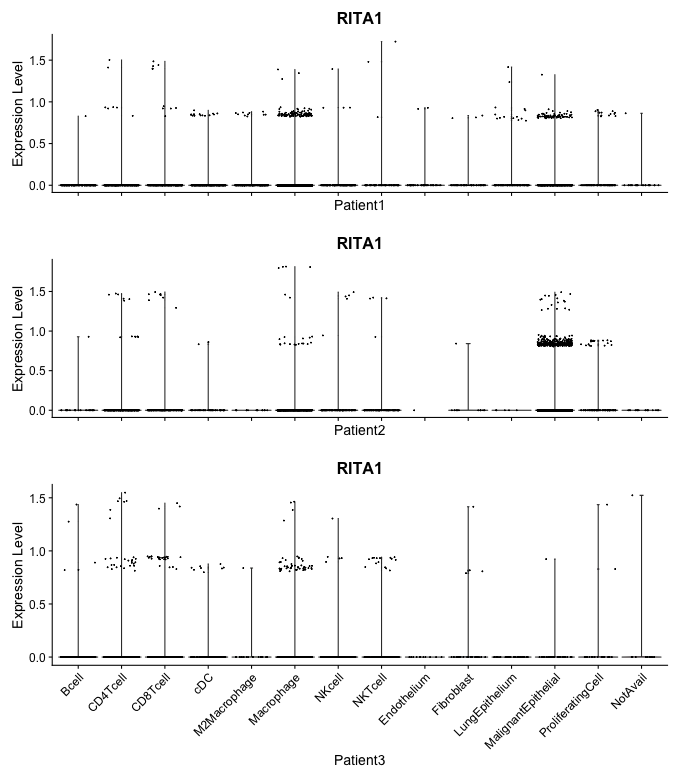 RITA1
Expression Level
1.5
1.0
0.5
0.0
Patient1
RITA1
Expression Level
1.5
1.0
0.5
0.0
Patient2
RITA1
Expression Level
1.5
1.0
0.5
0.0
Bcell
CD4Tcell
CD8Tcell
cDC
M2Macrophage
Macrophage
NKcell
NKTcell
Endothelium
Fibroblast
LungEpithelium
MalignantEpithelial
ProliferatingCell
NotAvail
Patient3